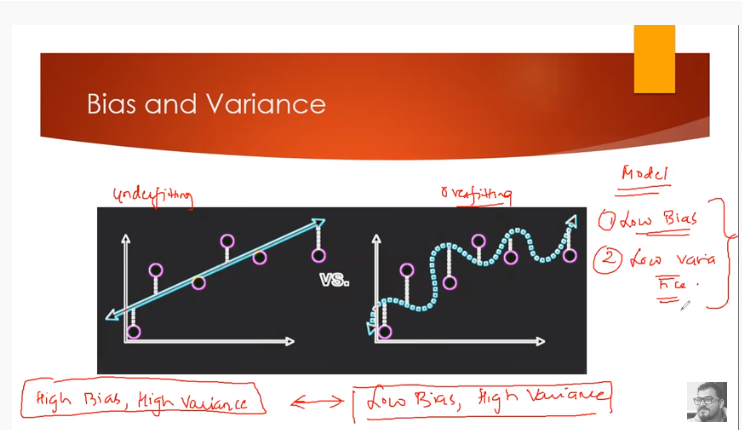 Bias and Variance
underfitting
overfitting
Model
① Low Bias
② Low varia
nce.
vs.
High Bias, High Variance
Low Bias, High Variance